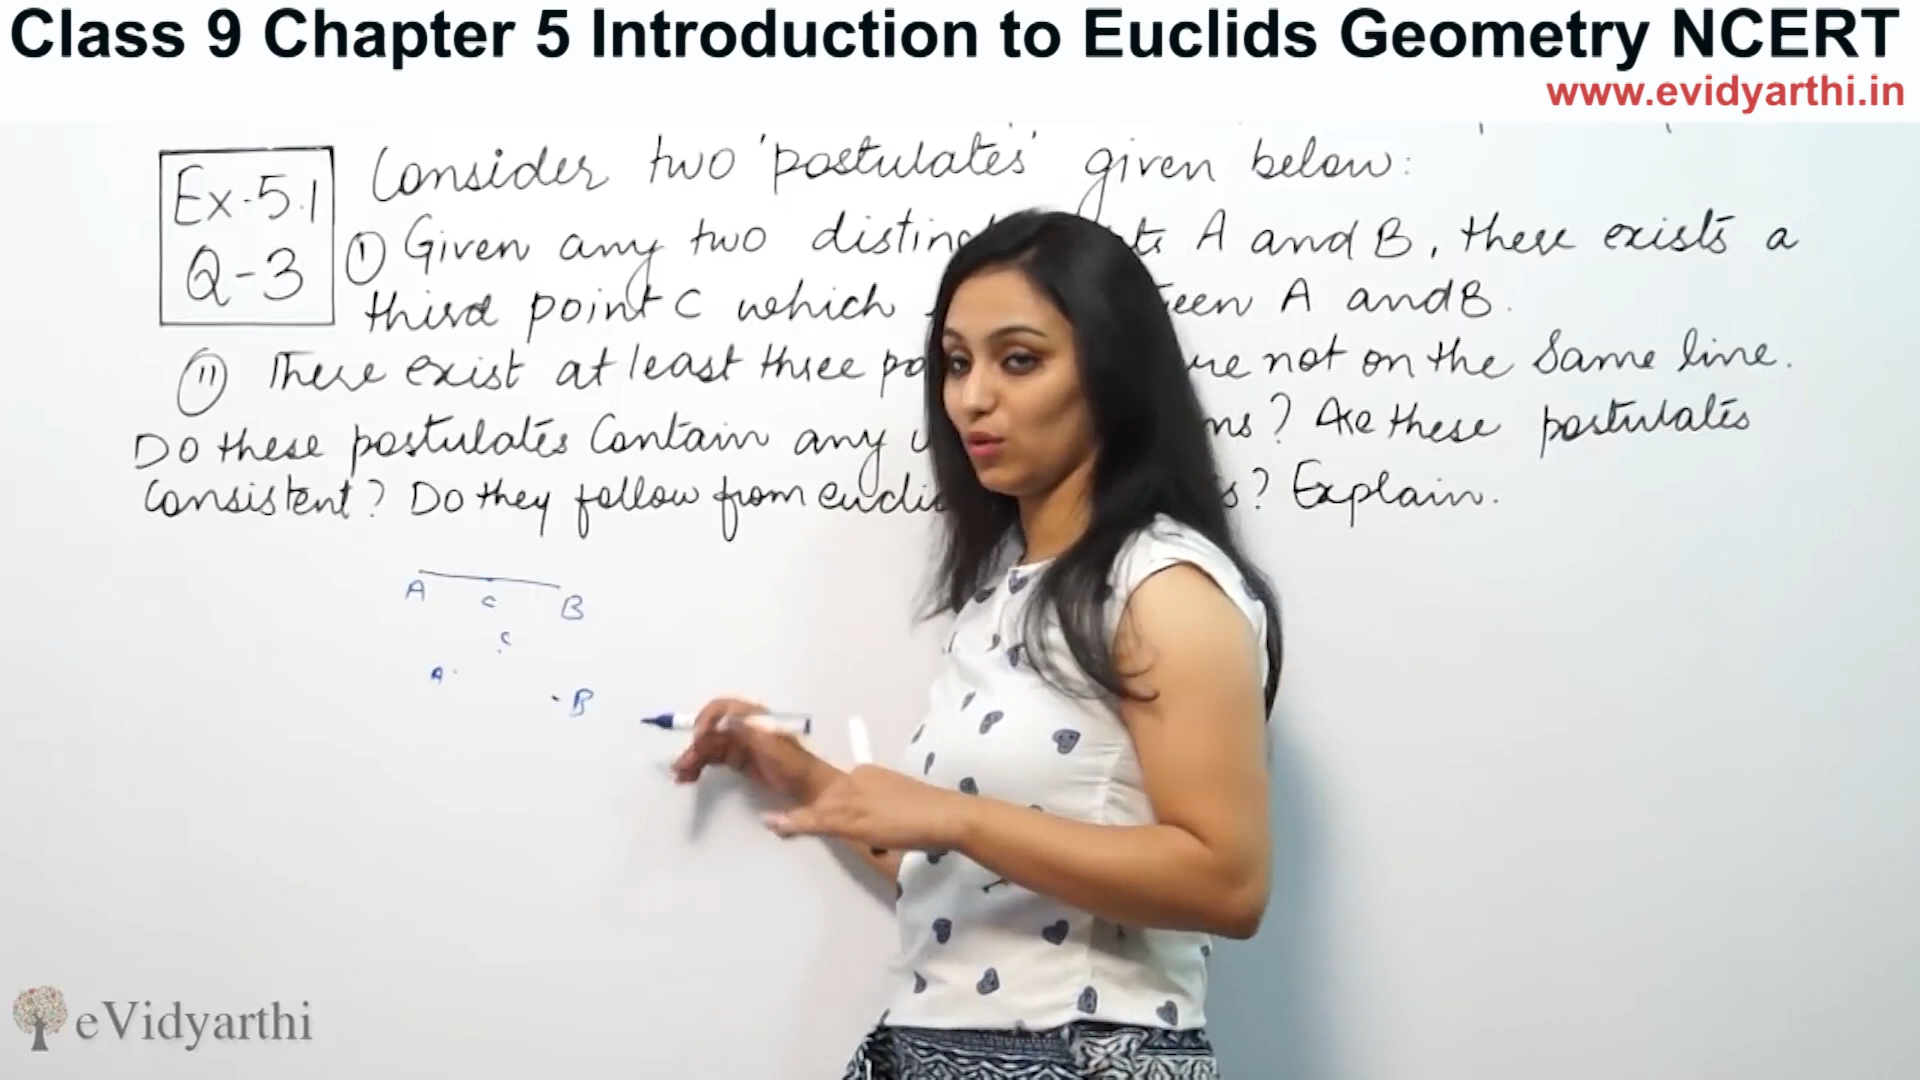 Class 9 Chapter 5 Introduction to Euclids Geometry NCERT
www.evidyarthi.in
Ex.5.1
Q-3
Consider two 'postulates' given below:
(i) Given any two distinc ts A and B, there exists a
third point C which een A and B.
(ii) There exist at least three po re not on the same line.
Do these postulates contain any u ms? Are these postulates
consistent? Do they follow from euclid s? Explain.
A C B
C
A
B
eVidyarthi